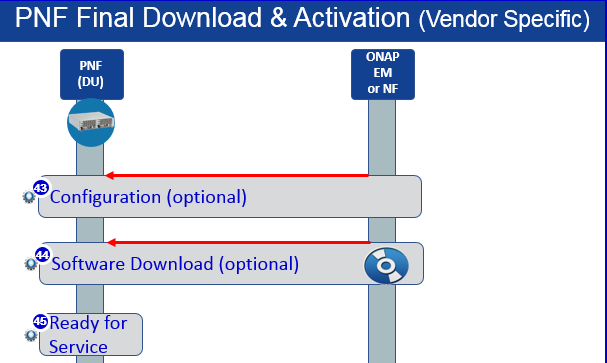 PNF Final Download & Activation (Vendor Specific)
PNF
(DU)
ONAP
EM
or NF
43
Configuration (optional)
44
Software Download (optional)
45
Ready for
Service